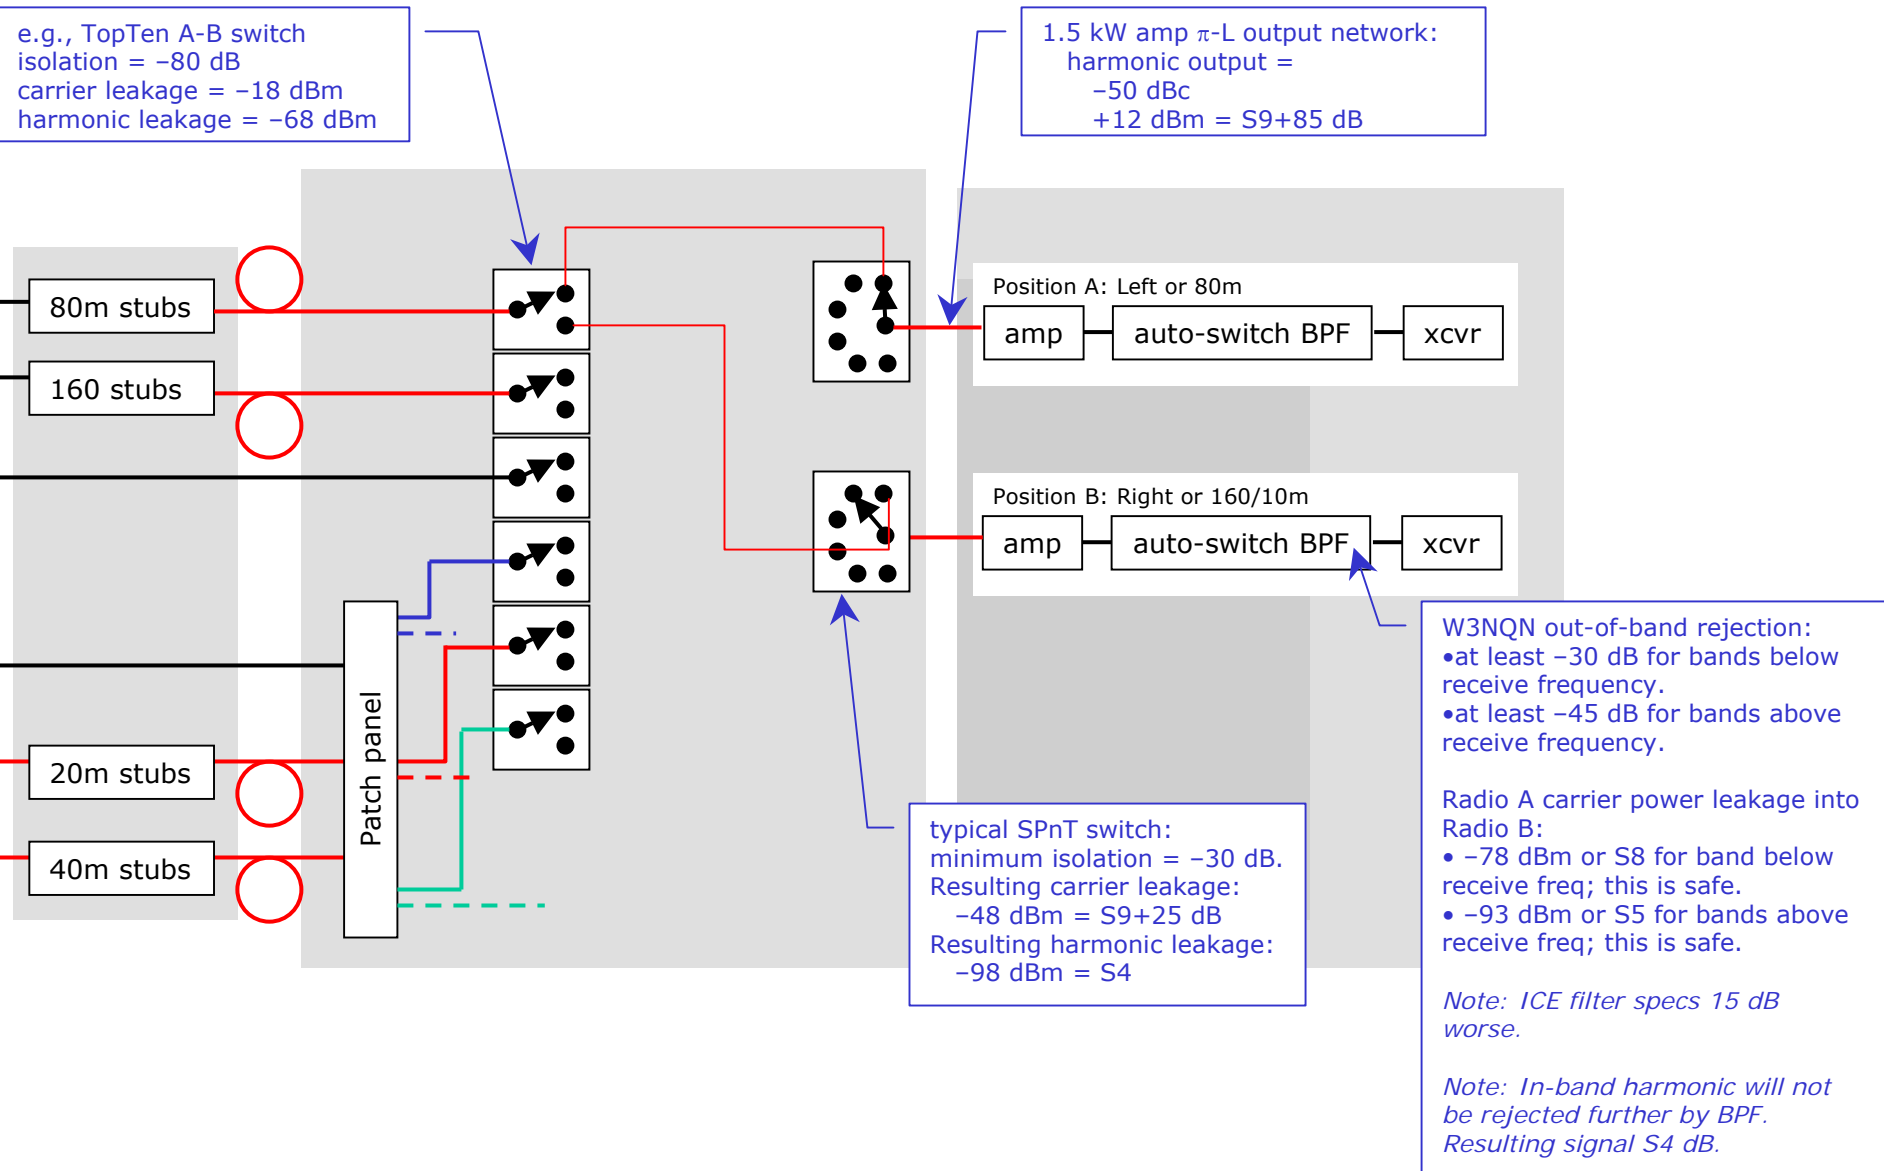 e.g., TopTen A-B switch
isolation = –80 dB
carrier leakage = –18 dBm
harmonic leakage = –68 dBm
1.5 kW amp π-L output network:
harmonic output =
–50 dBc
+12 dBm = S9+85 dB
80m stubs
160 stubs
20m stubs
40m stubs
Patch panel
Position A: Left or 80m
amp
auto-switch BPF
xcvr
Position B: Right or 160/10m
amp
auto-switch BPF
xcvr
typical SPnT switch:
minimum isolation = –30 dB.
Resulting carrier leakage:
–48 dBm = S9+25 dB
Resulting harmonic leakage:
–98 dBm = S4
W3NQN out-of-band rejection:
•at least –30 dB for bands below
receive frequency.
•at least –45 dB for bands above
receive frequency.
Radio A carrier power leakage into
Radio B:
• –78 dBm or S8 for band below
receive freq; this is safe.
• –93 dBm or S5 for bands above
receive freq; this is safe.
Note: ICE filter specs 15 dB
worse.
Note: In-band harmonic will not
be rejected further by BPF.
Resulting signal S4 dB.